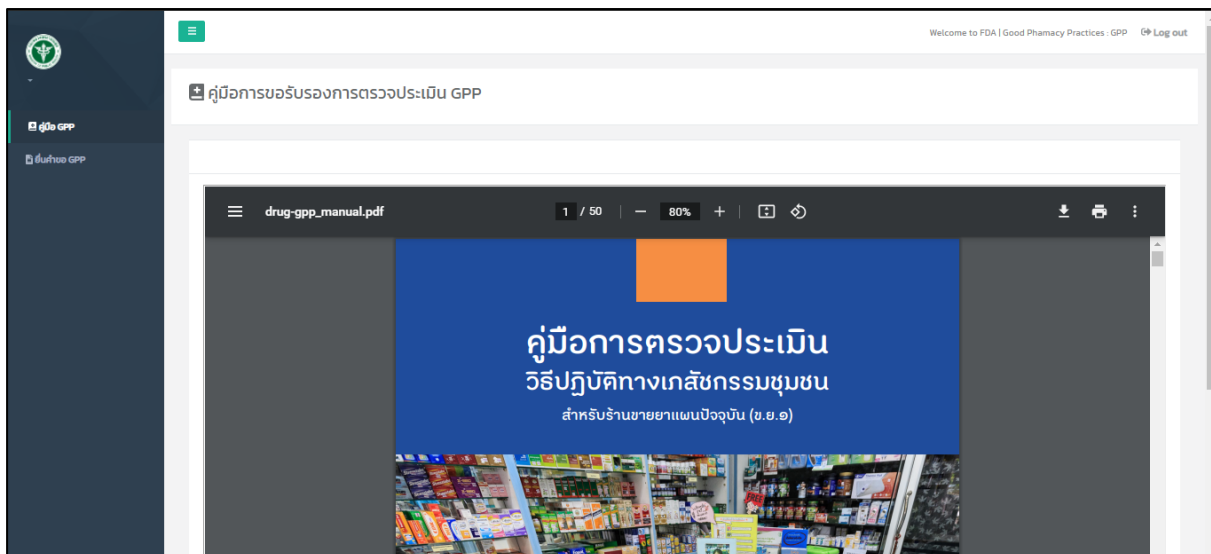 Welcome to FDA | Good Phamacy Practices : GPP
Log out
คู่มือการขอรับรองการตรวจประเมิน GPP
คู่มือ GPP
ยื่นคำขอ GPP
drug-gpp_manual.pdf
1 / 50
80%
คู่มือการตรวจประเมิน
วิธีปฏิบัติทางเภสัชกรรมชุมชน
สำหรับร้านขายยาแผนปัจจุบัน (ข.ย.๑)
FREE